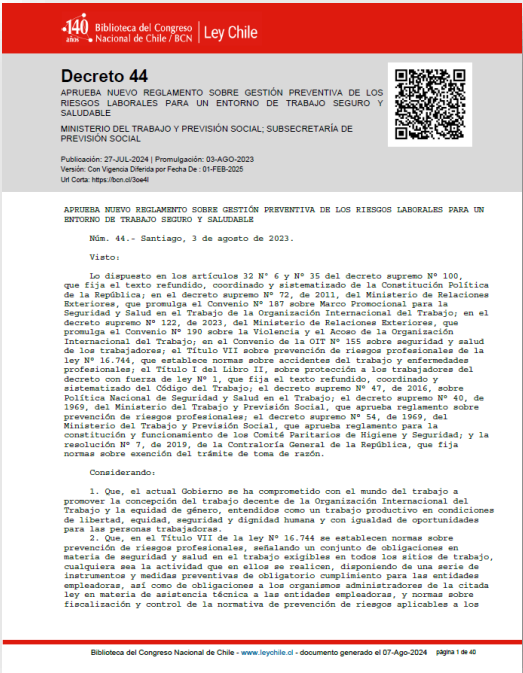 140 años
Biblioteca del Congreso
Nacional de Chile / BCN
Ley Chile
Decreto 44
APRUEBA NUEVO REGLAMENTO SOBRE GESTIÓN PREVENTIVA DE LOS
RIESGOS LABORALES PARA UN ENTORNO DE TRABAJO SEGURO Y
SALUDABLE
MINISTERIO DEL TRABAJO Y PREVISIÓN SOCIAL; SUBSECRETARÍA DE
PREVISIÓN SOCIAL
Publicación: 27-JUL-2024 | Promulgación: 03-AGO-2023
Versión: Con Vigencia Diferida por Fecha De : 01-FEB-2025
Url Corta: https://bcn.cl/3oe4l
APRUEBA NUEVO REGLAMENTO SOBRE GESTIÓN PREVENTIVA DE LOS RIESGOS LABORALES PARA UN
ENTORNO DE TRABAJO SEGURO Y SALUDABLE
Núm. 44.- Santiago, 3 de agosto de 2023.
Visto:
Lo dispuesto en los artículos 32 N° 6 y N° 35 del decreto supremo N° 100,
que fija el texto refundido, coordinado y sistematizado de la Constitución Política
de la República; en el decreto supremo N° 72, de 2011, del Ministerio de Relaciones
Exteriores, que promulga el Convenio N° 187 sobre Marco Promocional para la
Seguridad y Salud en el Trabajo de la Organización Internacional del Trabajo; en el
decreto supremo N° 122, de 2023, del Ministerio de Relaciones Exteriores, que
promulga el Convenio N° 190 sobre la Violencia y el Acoso de la Organización
Internacional del Trabajo; en el Convenio de la OIT N° 155 sobre seguridad y salud
de los trabajadores; el Título VII sobre prevención de riesgos profesionales de la
ley N° 16.744, que establece normas sobre accidentes del trabajo y enfermedades
profesionales; el Título I del Libro II, sobre protección a los trabajadores del
decreto con fuerza de ley N° 1, que fija el texto refundido, coordinado y
sistematizado del Código del Trabajo; el decreto supremo N° 47, de 2016, sobre
Política Nacional de Seguridad y Salud en el Trabajo; el decreto supremo N° 40, de
1969, del Ministerio del Trabajo y Previsión Social, que aprueba reglamento sobre
prevención de riesgos profesionales; el decreto supremo N° 54, de 1969, del
Ministerio del Trabajo y Previsión Social, que aprueba reglamento para la
constitución y funcionamiento de los Comité Paritarios de Higiene y Seguridad; y la
resolución N° 7, de 2019, de la Contraloría General de la República, que fija
normas sobre exención del trámite de toma de razón.
Considerando:
1. Que, el actual Gobierno se ha comprometido con el mundo del trabajo a
promover la concepción del trabajo decente de la Organización Internacional del
Trabajo y la equidad de género, entendidos como un trabajo productivo en condiciones
de libertad, equidad, seguridad y dignidad humana y con igualdad de oportunidades
para las personas trabajadoras.
2. Que, en el Título VII de la ley N° 16.744 se establecen normas sobre
prevención de riesgos profesionales, señalando un conjunto de obligaciones en
materia de seguridad y salud en el trabajo exigibles en todos los sitios de trabajo,
cualquiera sea la actividad que en ellos se realicen, disponiendo de una serie de
instrumentos y medidas preventivas de obligatorio cumplimiento para las entidades
empleadoras, así como de obligaciones a los organismos administradores de la citada
ley en materia de asistencia técnica a las entidades empleadoras, y normas sobre
fiscalización y control de la normativa de prevención de riesgos aplicables a los
Biblioteca del Congreso Nacional de Chile - www.leychile.cl - documento generado el 07-Ago-2024 página 1 de 40